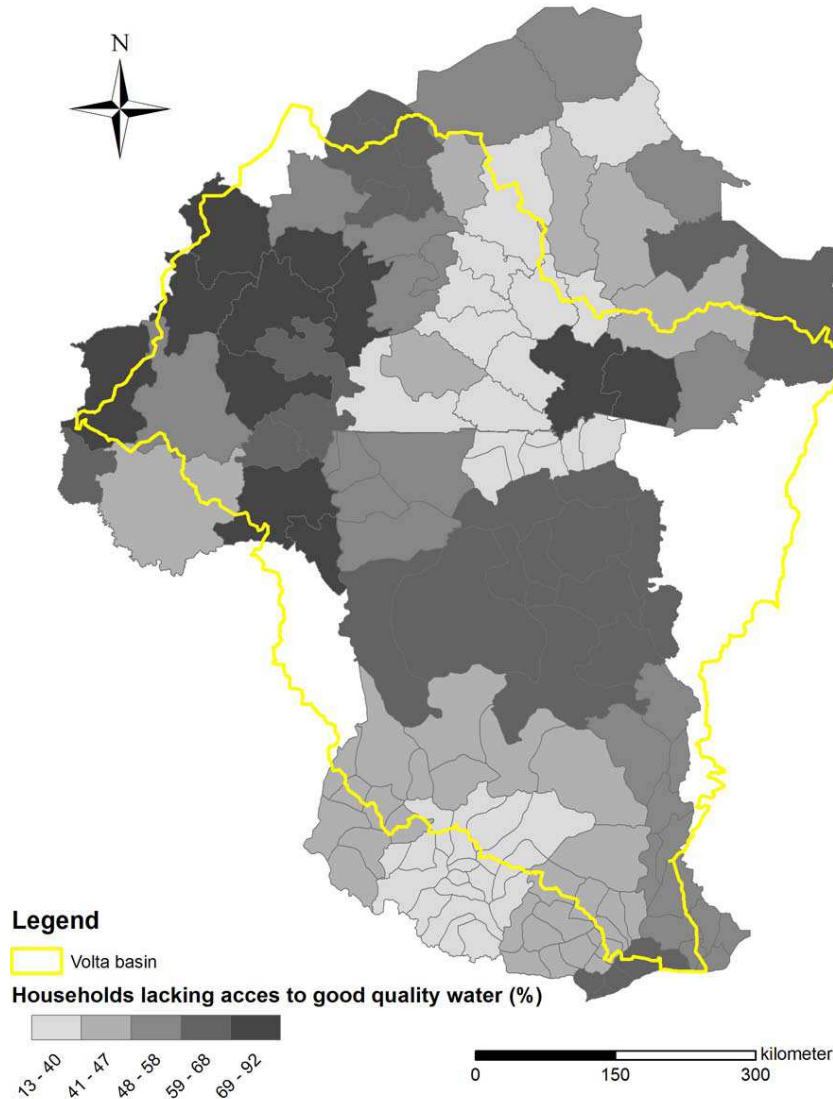 N
Legend
Volta basin
Households lacking acces to good quality water (%)
13 - 40
41 - 47
48 - 58
59 - 68
69 - 92
kilometer
0 150 300